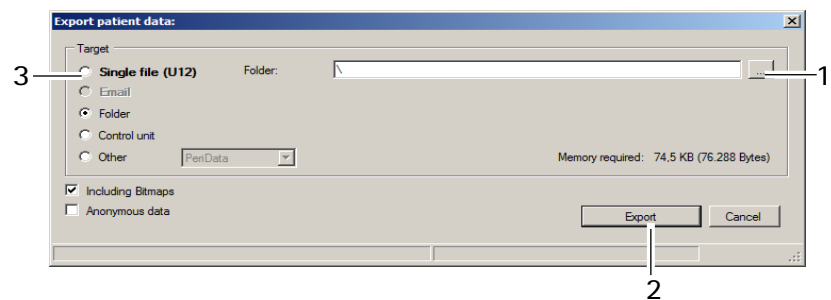 Export patient data:
Target
3 Single file (U12) Folder: \ ... 1
Email
Folder
Control unit
Other PeriData Memory required: 74,5 KB (76.288 Bytes)
Including Bitmaps
Anonymous data
Export Cancel
2